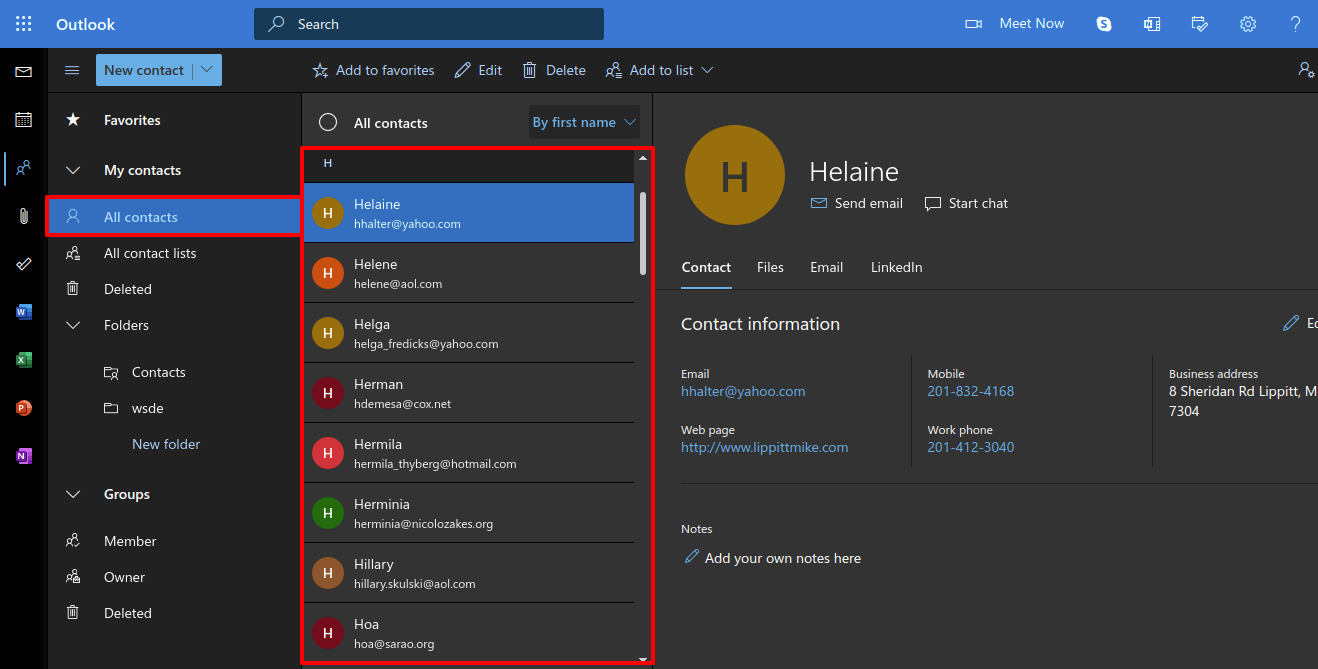 Outlook
Search
Meet Now
New contact
Add to favorites
Edit
Delete
Add to list
Favorites
My contacts
All contacts
All contact lists
Deleted
Folders
Contacts
wsde
New folder
Groups
Member
Owner
Deleted
All contacts
By first name
H
H
Helaine
hhalter@yahoo.com
H
Helene
helene@aol.com
H
Helga
helga_fredicks@yahoo.com
H
Herman
hdemesa@cox.net
H
Hermila
hermila_thyberg@hotmail.com
H
Herminia
herminia@nicolozakes.org
H
Hillary
hillary.skulski@aol.com
H
Hoa
hoa@sarao.org
H
Helaine
Send email
Start chat
Contact Files Email LinkedIn
Contact information
Email
hhalter@yahoo.com
Web page
http://www.lippittmike.com
Mobile
201-832-4168
Work phone
201-412-3040
Business address
8 Sheridan Rd Lippitt, M
7304
Notes
Add your own notes here